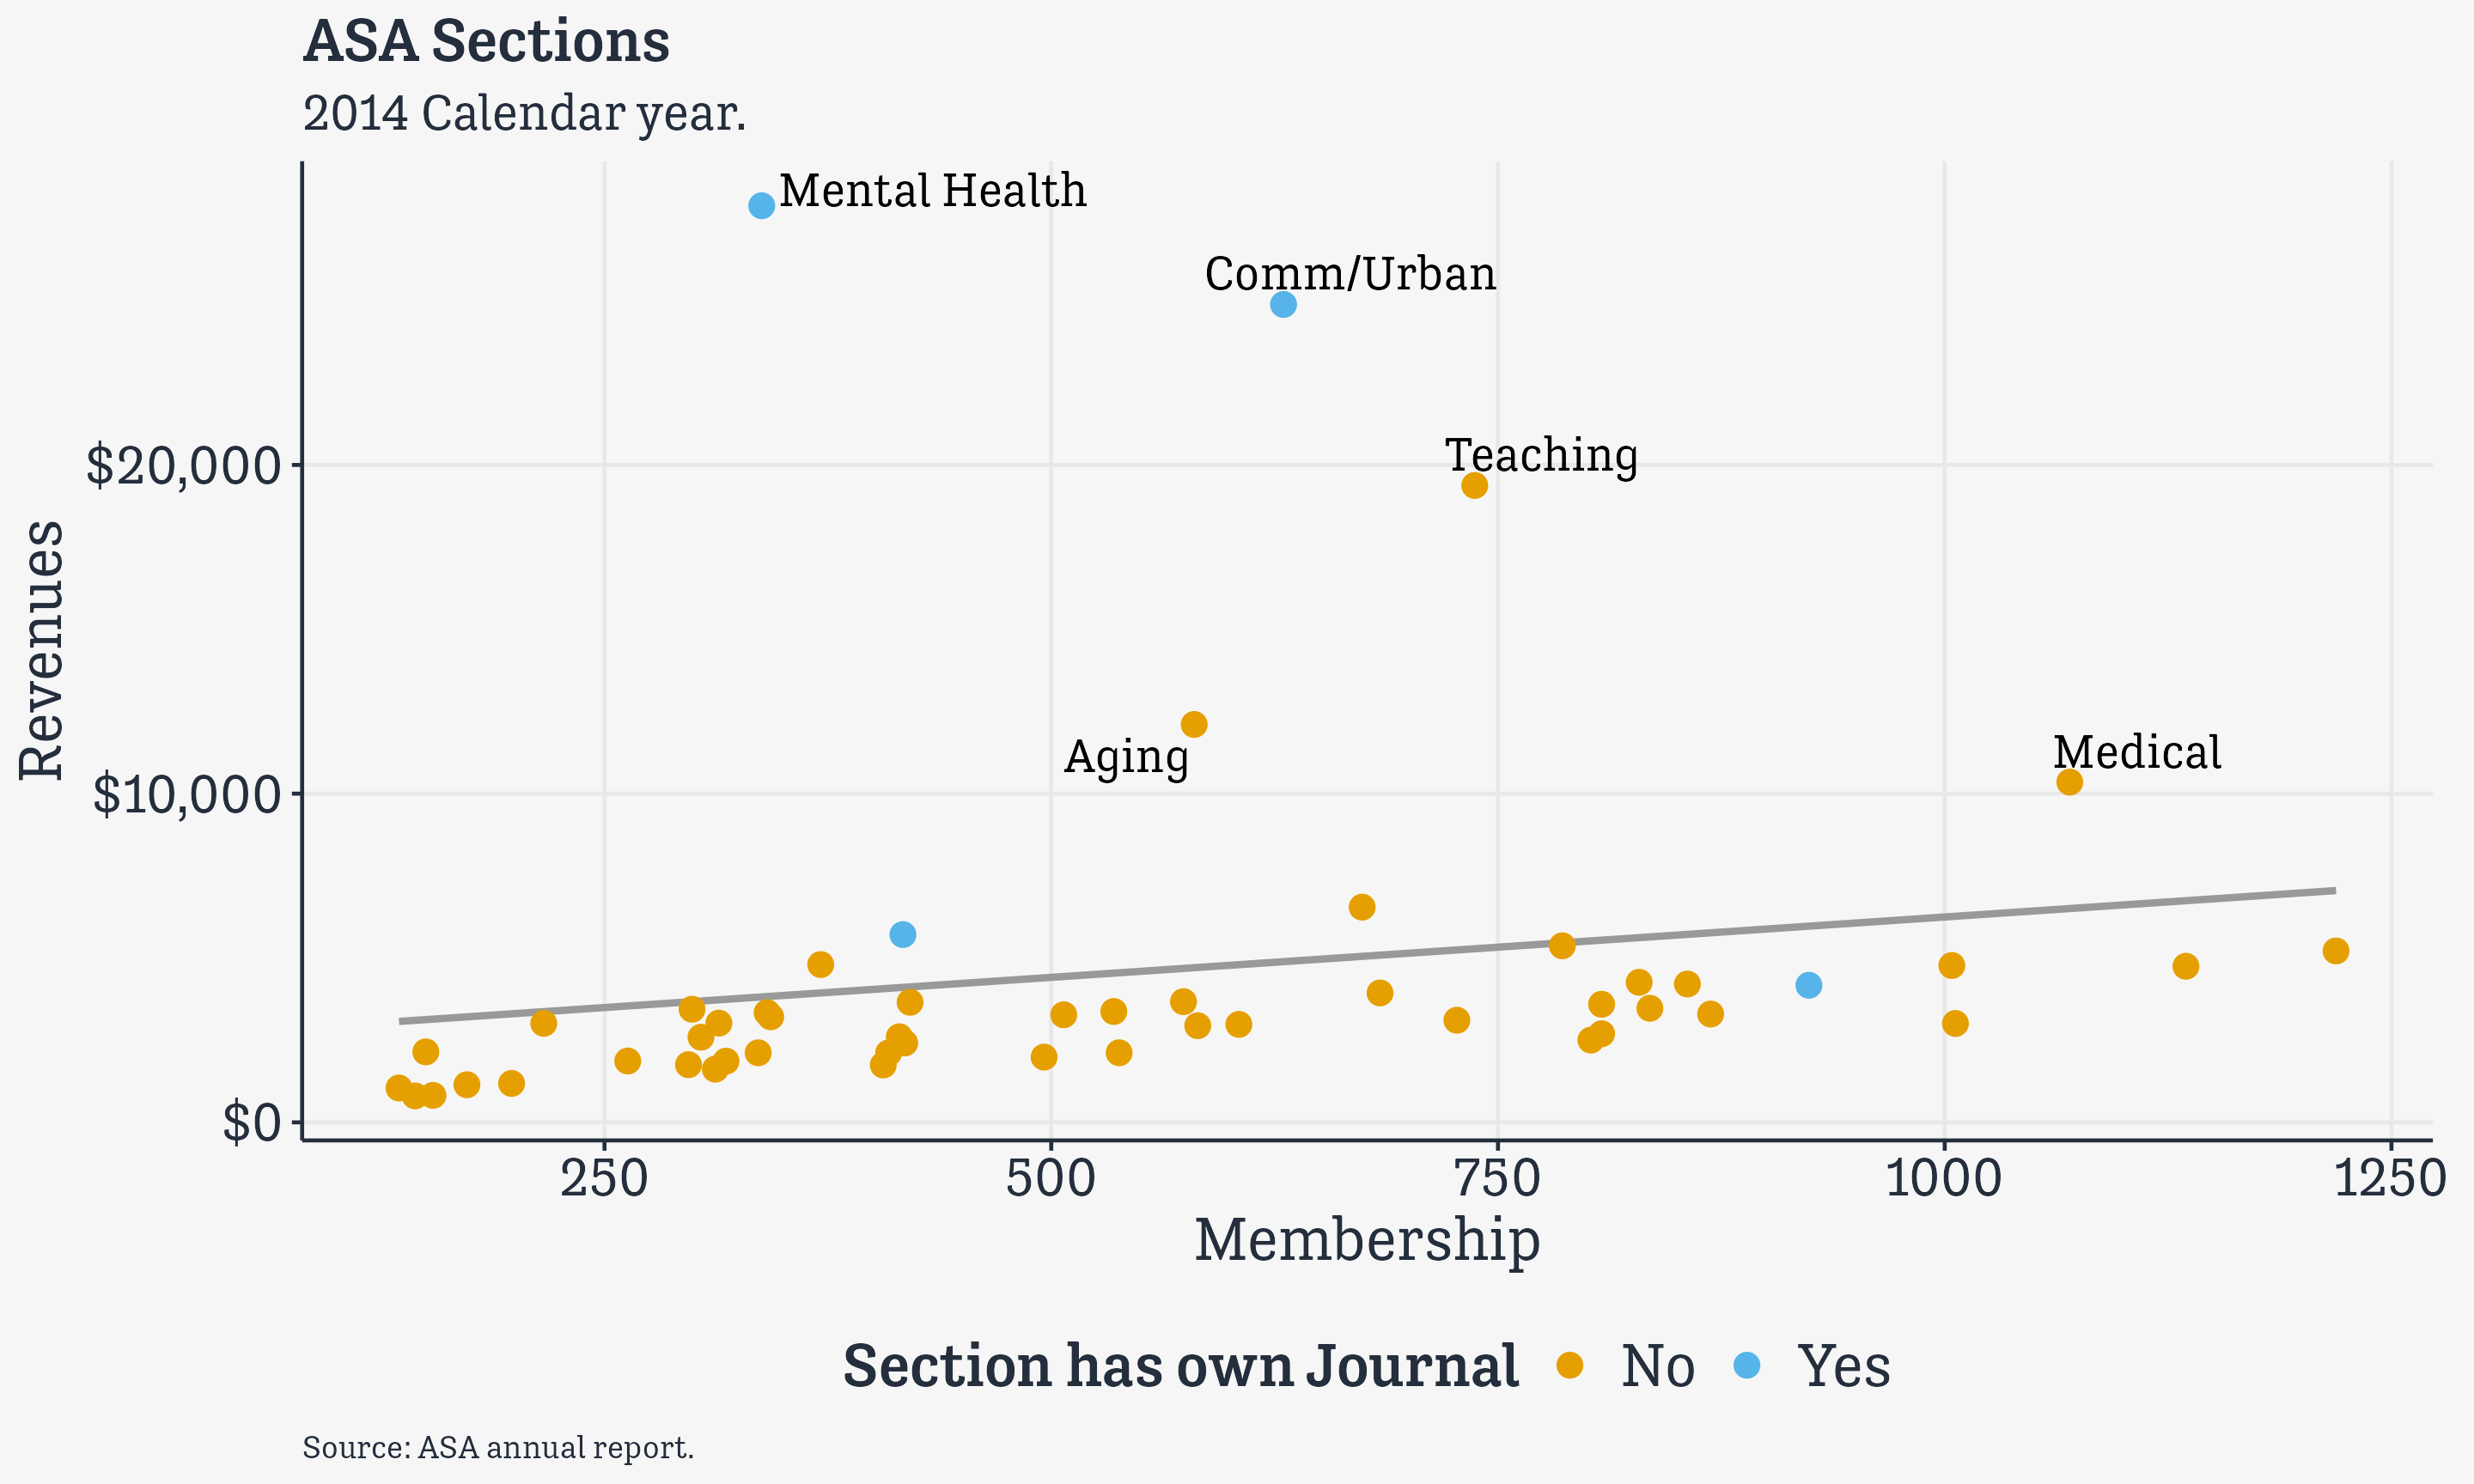 ASA Sections
2014 Calendar year.
Mental Health
Comm/Urban
Teaching
Aging
Medical
Revenues
$20,000
$10,000
$0
250 500 750 1000 1250
Membership
Section has own Journal No Yes
Source: ASA annual report.